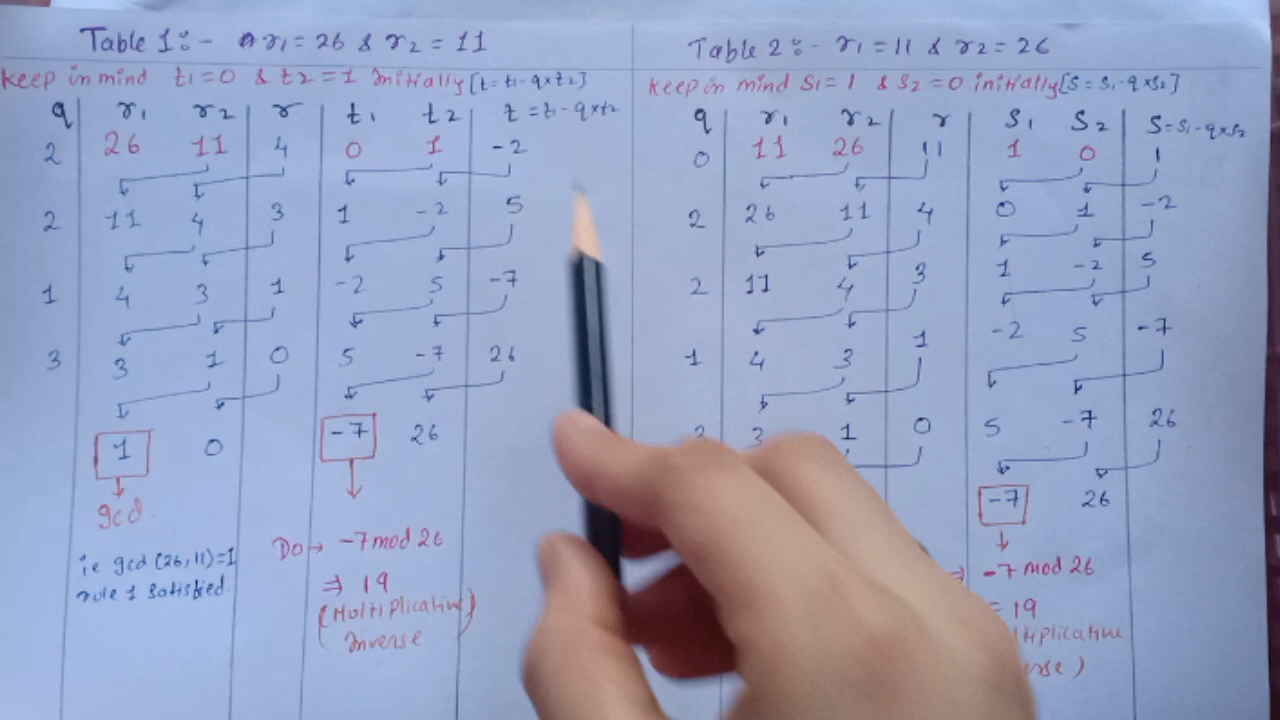 Table 1:- r1=26 & r2=11
Keep in mind t1=0 & t2=1 Initially [t=t1-q×t2]
q r1 r2 r t1 t2 t=t1-q×t2
2 26 11 4 0 1 -2
2 11 4 3 1 -2 5
1 4 3 1 -2 5 -7
3 3 1 0 5 -7 26
1 0 -7 26
gcd.
i.e gcd (26,11)=1
rule 1 satisfied.
Do → -7 mod 26
⇒ 19
(Multiplicative
Inverse)
Table 2:- r1=11 & r2=26
Keep in mind S1=1 & S2=0 initially [S=S1-q×S2]
q r1 r2 r S1 S2 S=S1-q×S2
0 11 26 11 1 0 1
2 26 11 4 0 1 -2
2 11 4 3 1 -2 5
1 4 3 1 -2 5 -7
3 1 0 5 -7 26
-7 26
⇒ -7 mod 26
= 19